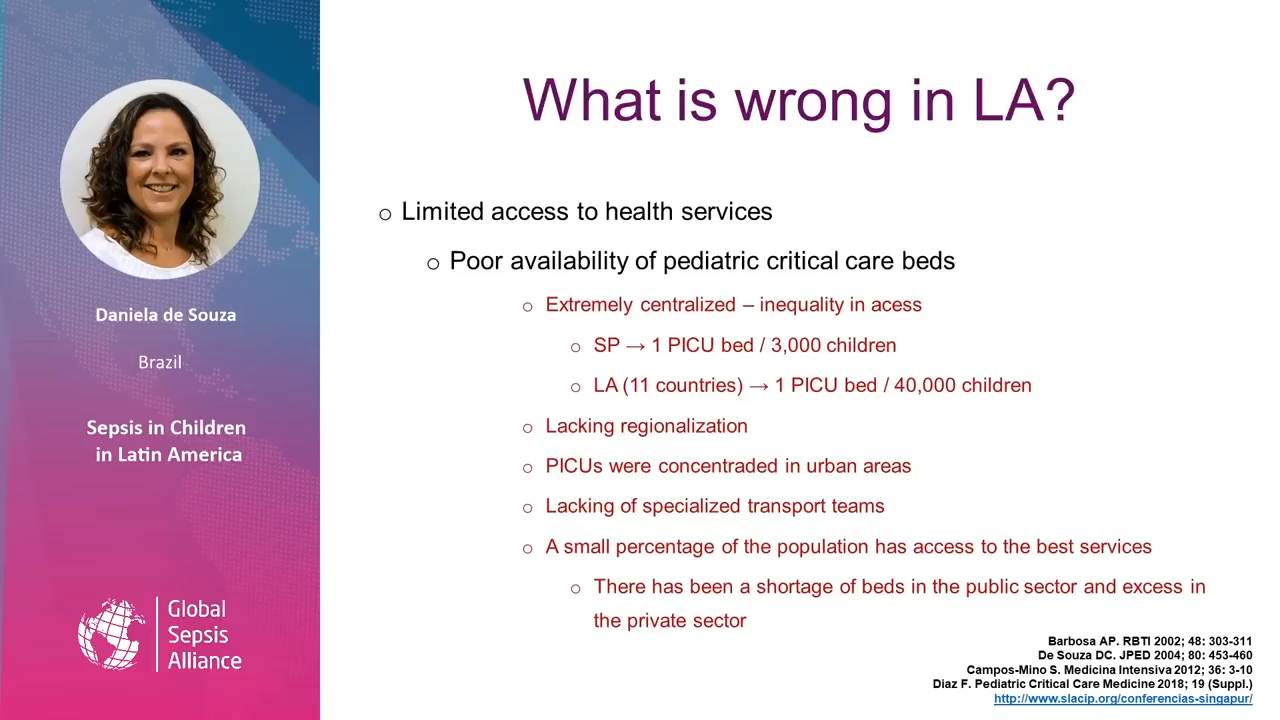 Daniela de Souza
Brazil
Sepsis in Children
in Latin America
Global
Sepsis
Alliance
What is wrong in LA?
o Limited access to health services
o Poor availability of pediatric critical care beds
o Extremely centralized – inequality in acess
o SP → 1 PICU bed / 3,000 children
o LA (11 countries) → 1 PICU bed / 40,000 children
o Lacking regionalization
o PICUs were concentraded in urban areas
o Lacking of specialized transport teams
o A small percentage of the population has access to the best services
o There has been a shortage of beds in the public sector and excess in
the private sector
Barbosa AP. RBTI 2002; 48: 303-311
De Souza DC. JPED 2004; 80: 453-460
Campos-Mino S. Medicina Intensiva 2012; 36: 3-10
Diaz F. Pediatric Critical Care Medicine 2018; 19 (Suppl.)
http://www.slacip.org/conferencias-singapur/